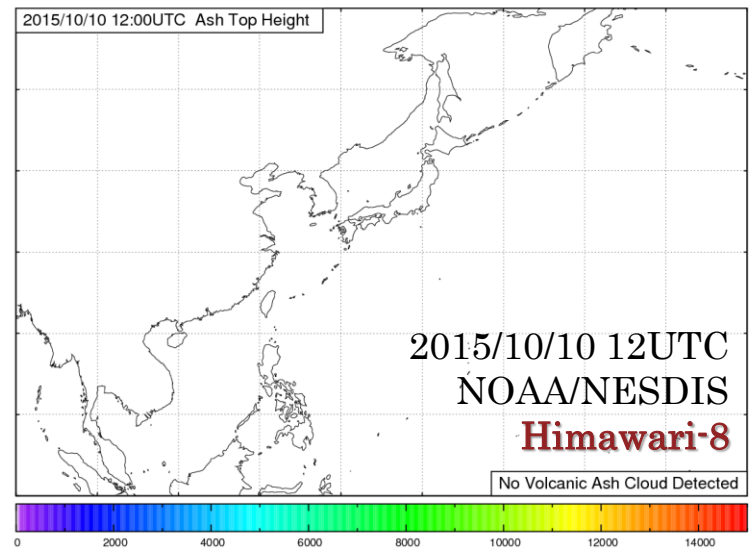 2015/10/10 12:00UTC Ash Top Height
2015/10/10 12UTC
NOAA/NESDIS
Himawari-8
No Volcanic Ash Cloud Detected
0 2000 4000 6000 8000 10000 12000 14000